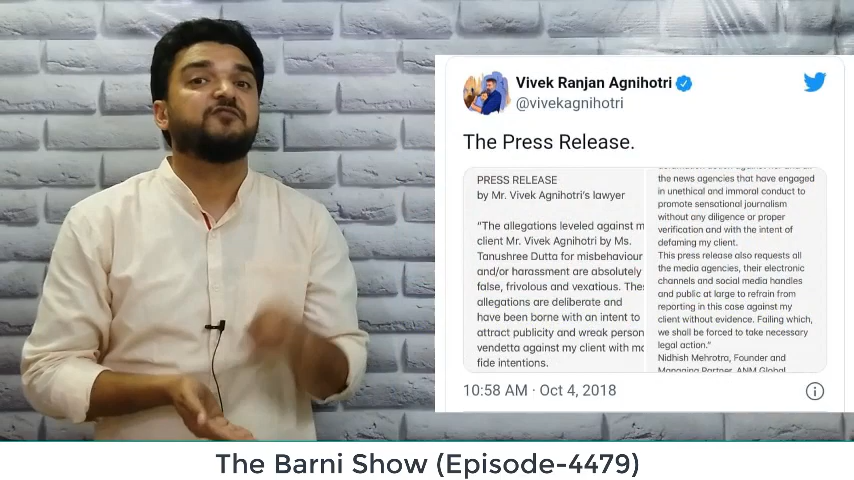 Vivek Ranjan Agnihotri
@vivekagnihotri
The Press Release.
PRESS RELEASE
by Mr. Vivek Agnihotri's lawyer
"The allegations leveled against m
client Mr. Vivek Agnihotri by Ms.
Tanushree Dutta for misbehaviour
and/or harassment are absolutely
false, frivolous and vexatious. Thes
allegations are deliberate and
have been borne with an intent to
attract publicity and wreak person
vendetta against my client with mo
fide intentions.
the news agencies that have engaged
in unethical and immoral conduct to
promote sensational journalism
without any diligence or proper
verification and with the intent of
defaming my client.
This press release also requests all
the media agencies, their electronic
channels and social media handles
and public at large to refrain from
reporting in this case against my
client without evidence. Failing which,
we shall be forced to take necessary
legal action."
Nidhish Mehrotra, Founder and
Managing Partner, ANM Global
10:58 AM · Oct 4, 2018
The Barni Show (Episode-4479)